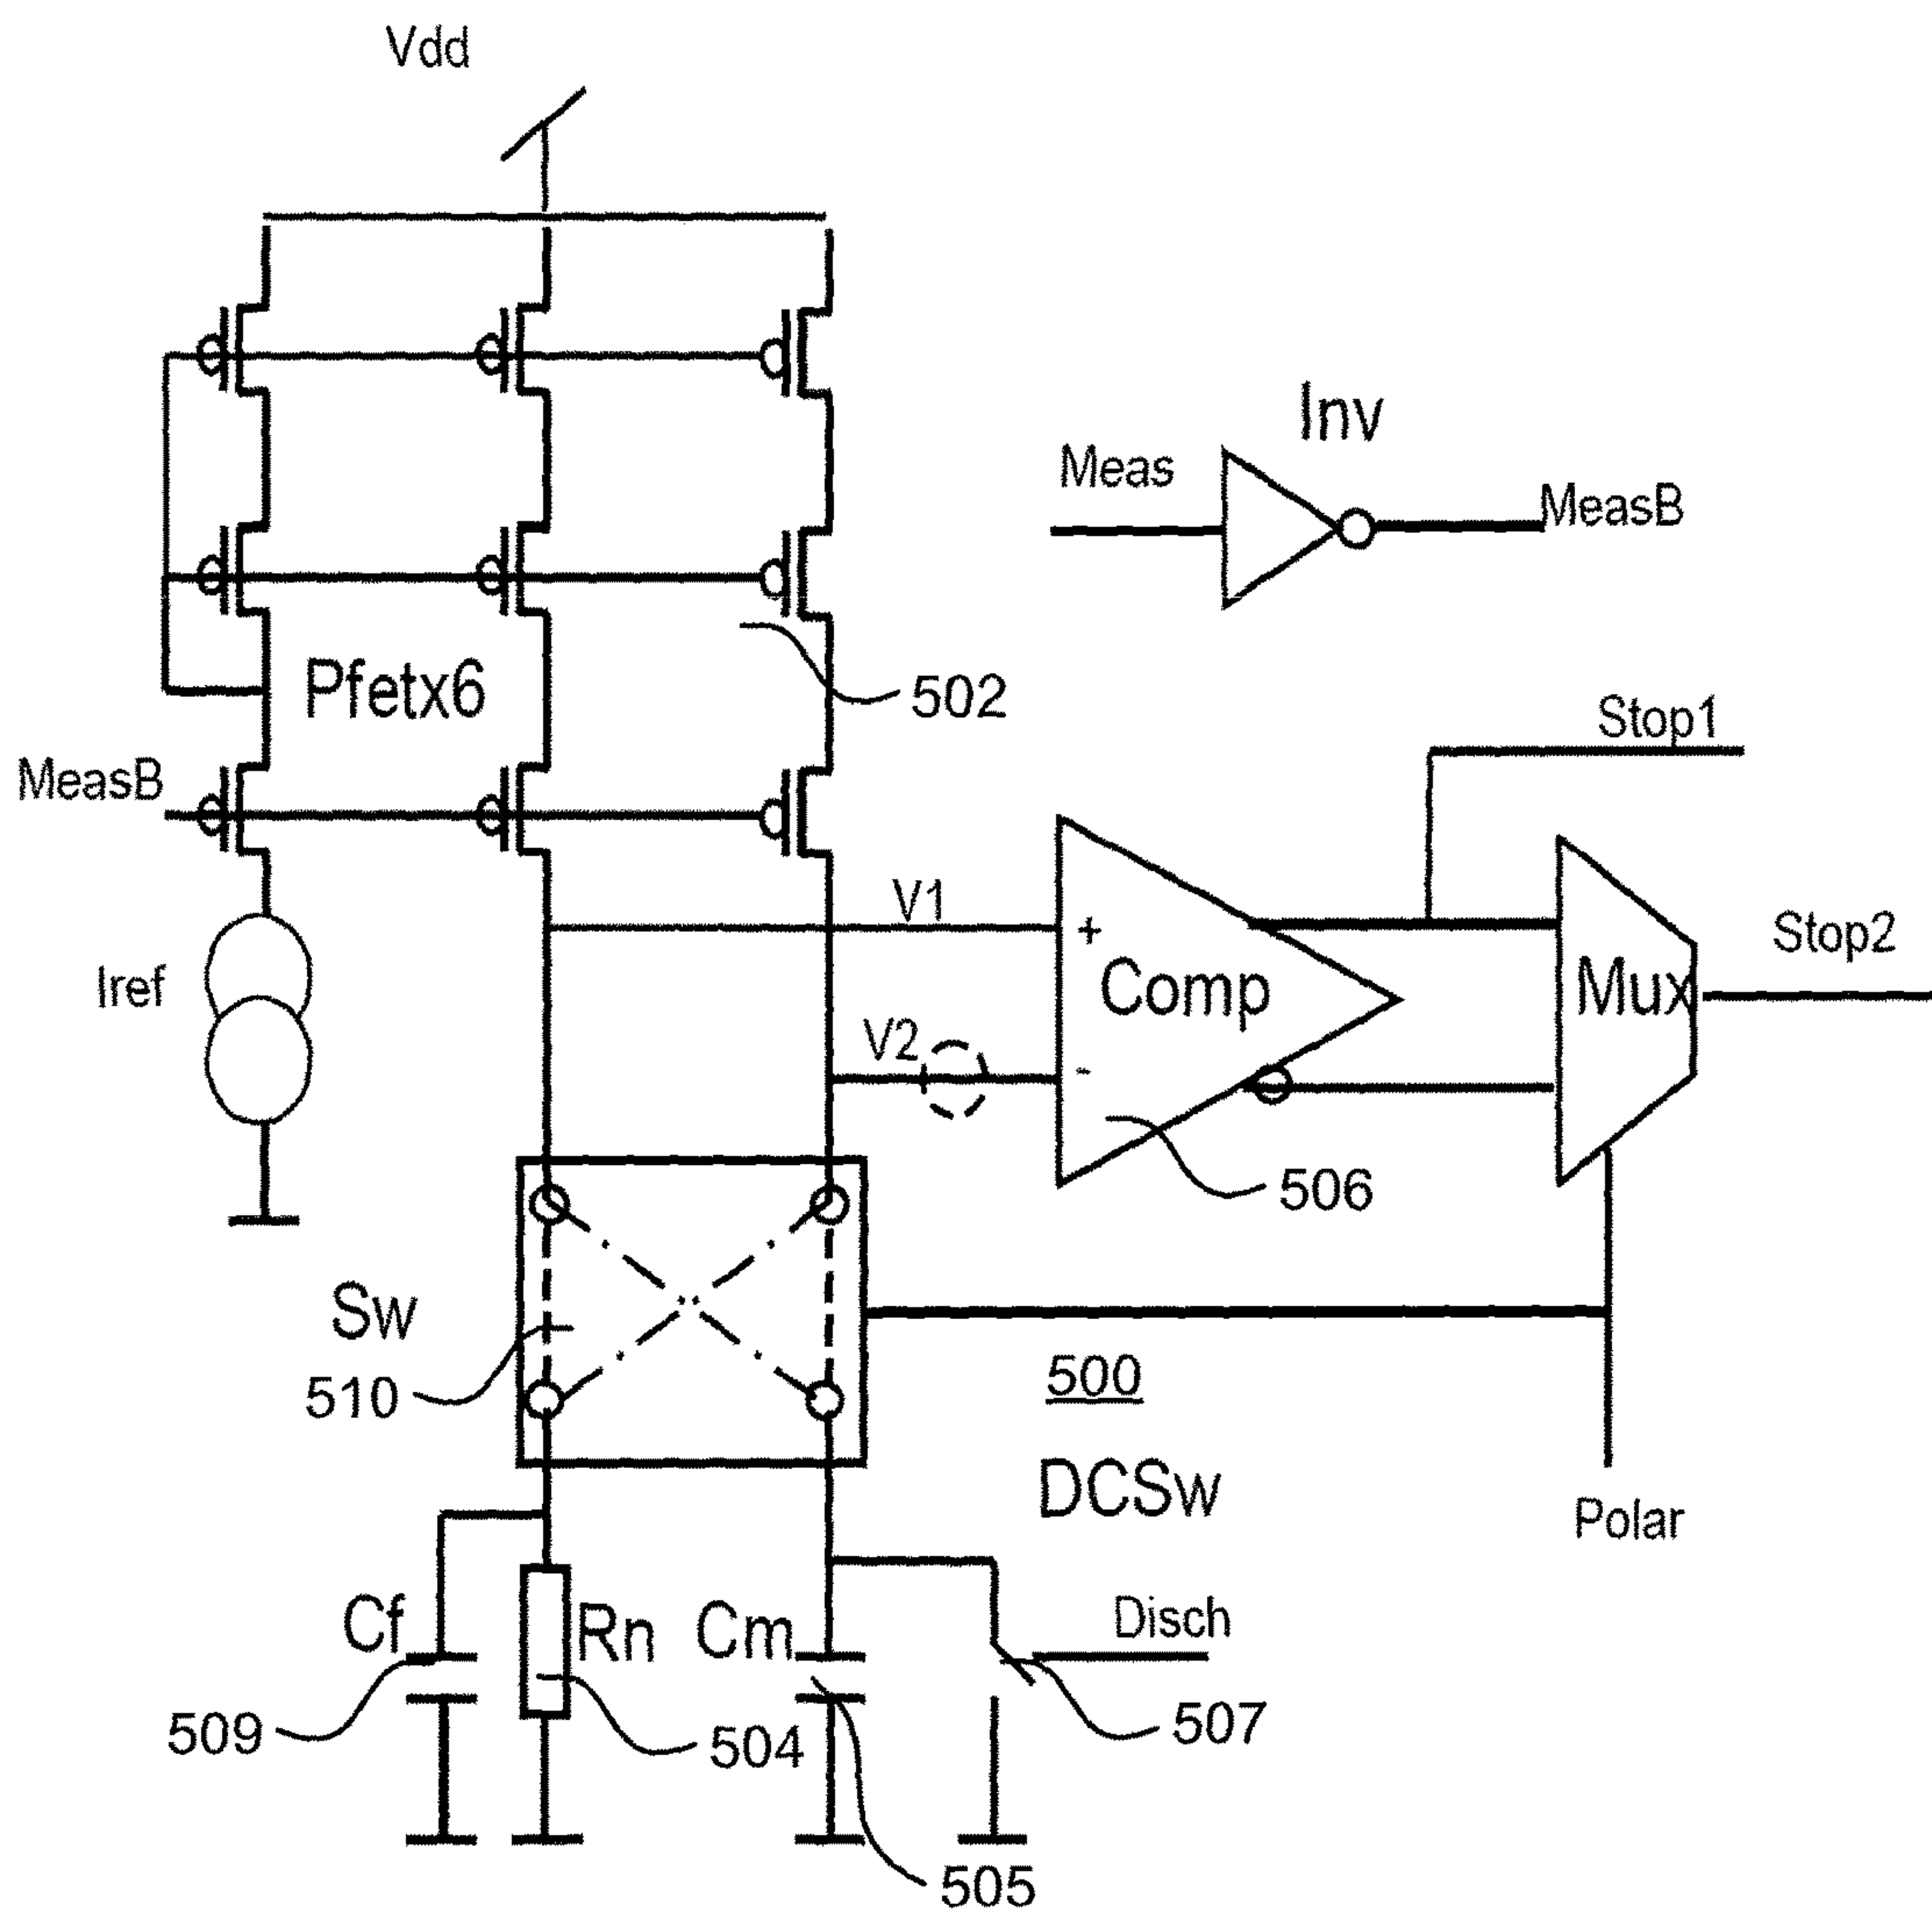 Vdd
Inv
Meas
MeasB
Pfetx6
502
Stop1
MeasB
V1
+
Comp
Mux
Stop2
Iref
V2
-
506
Sw
510
500
DCSw
Polar
Cf
Rn
Cm
Disch
509
504
507
505